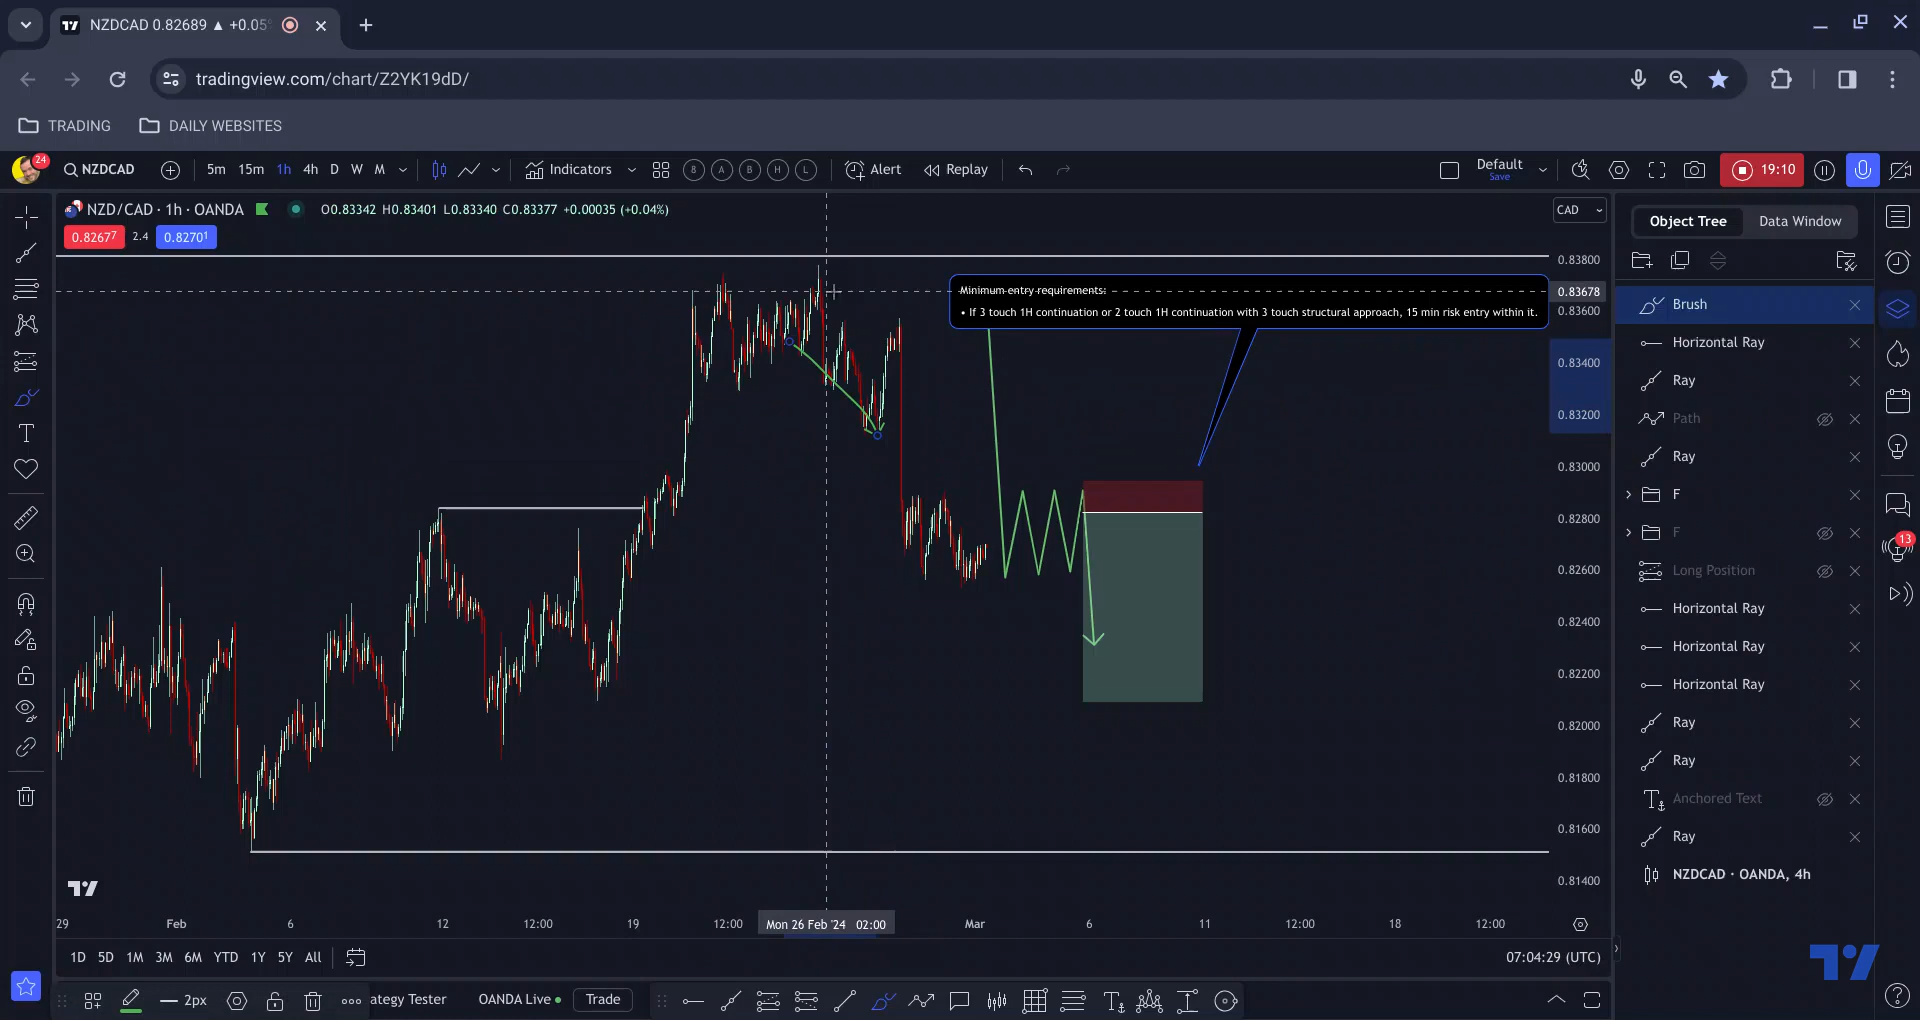 NZDCAD 0.82689 ▲ +0.05
tradingview.com/chart/Z2YK19dD/
TRADING
DAILY WEBSITES
24
NZDCAD
5m 15m 1h 4h D W M
Indicators
8 A B H L
Alert
Replay
Default
Save
19:10
NZD/CAD · 1h · OANDA
O0.83342 H0.83401 L0.83340 C0.83377 +0.00035 (+0.04%)
0.82677 2.4 0.82701
CAD
Minimum entry requirements:
• If 3 touch 1H continuation or 2 touch 1H continuation with 3 touch structural approach, 15 min risk entry within it.
0.83800
0.83678
0.83600
0.83400
0.83200
0.83000
0.82800
0.82600
0.82400
0.82200
0.82000
0.81800
0.81600
0.81400
29 Feb 6 12 12:00 19 12:00 Mon 26 Feb '24 02:00 Mar 6 11 12:00 18 12:00
1D 5D 1M 3M 6M YTD 1Y 5Y All
07:04:29 (UTC)
2px
ategy Tester
OANDA Live
Trade
Object Tree
Data Window
Brush
Horizontal Ray
Ray
Path
Ray
F
F
Long Position
Horizontal Ray
Horizontal Ray
Horizontal Ray
Ray
Ray
Anchored Text
Ray
NZDCAD · OANDA, 4h
13